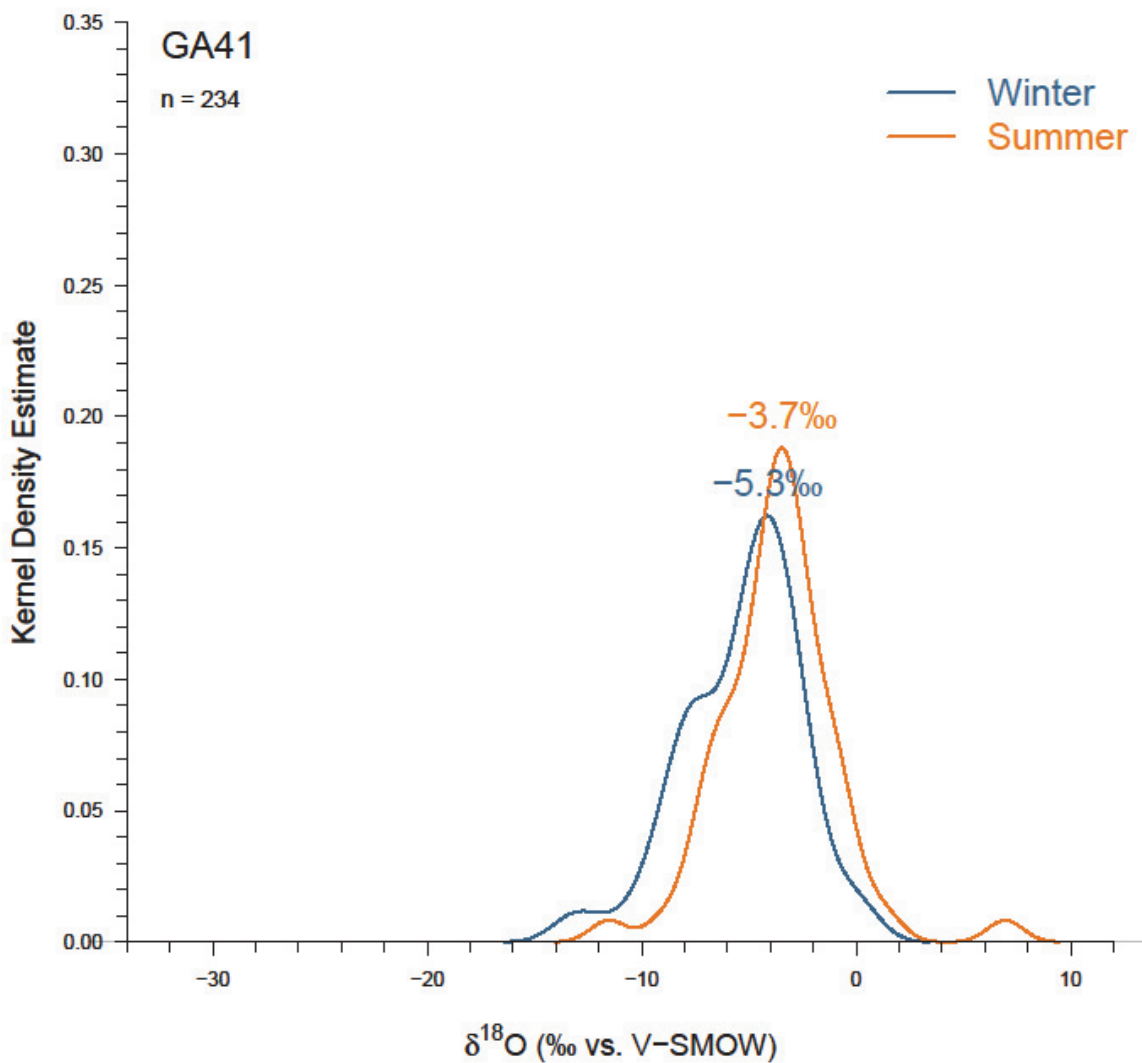 GA41
n = 234
Winter
Summer
−3.7‰
−5.3‰
Kernel Density Estimate
0.35
0.30
0.25
0.20
0.15
0.10
0.05
0.00
−30 −20 −10 0 10
δ¹⁸O (‰ vs. V−SMOW)